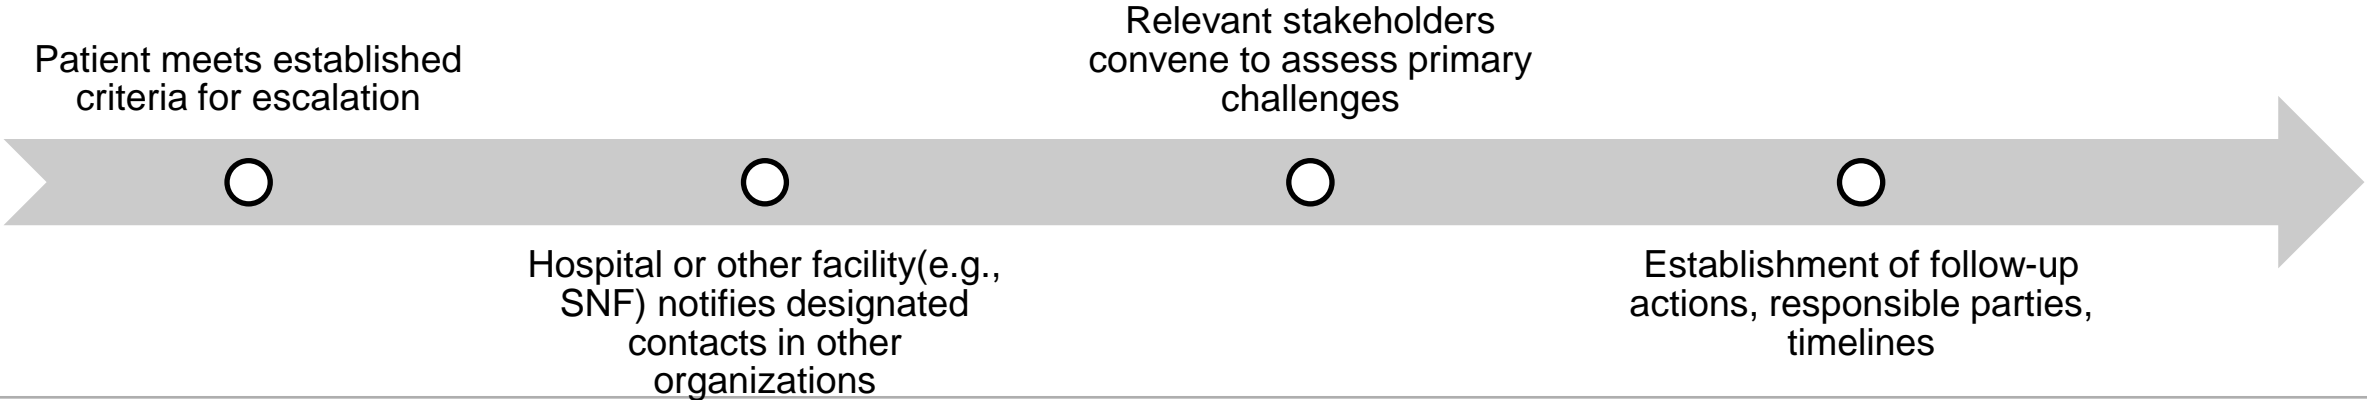 Patient meets established
criteria for escalation
Hospital or other facility(e.g.,
SNF) notifies designated
contacts in other
organizations
Relevant stakeholders
convene to assess primary
challenges
Establishment of follow-up
actions, responsible parties,
timelines